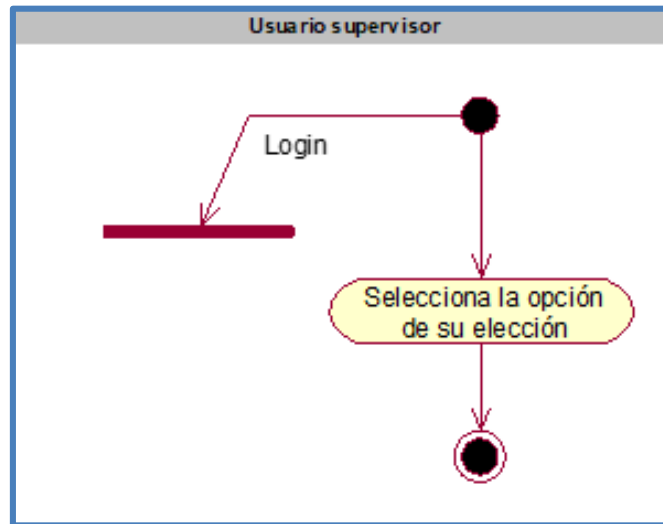 Usuario supervisor
Login
Selecciona la opción
de su elección